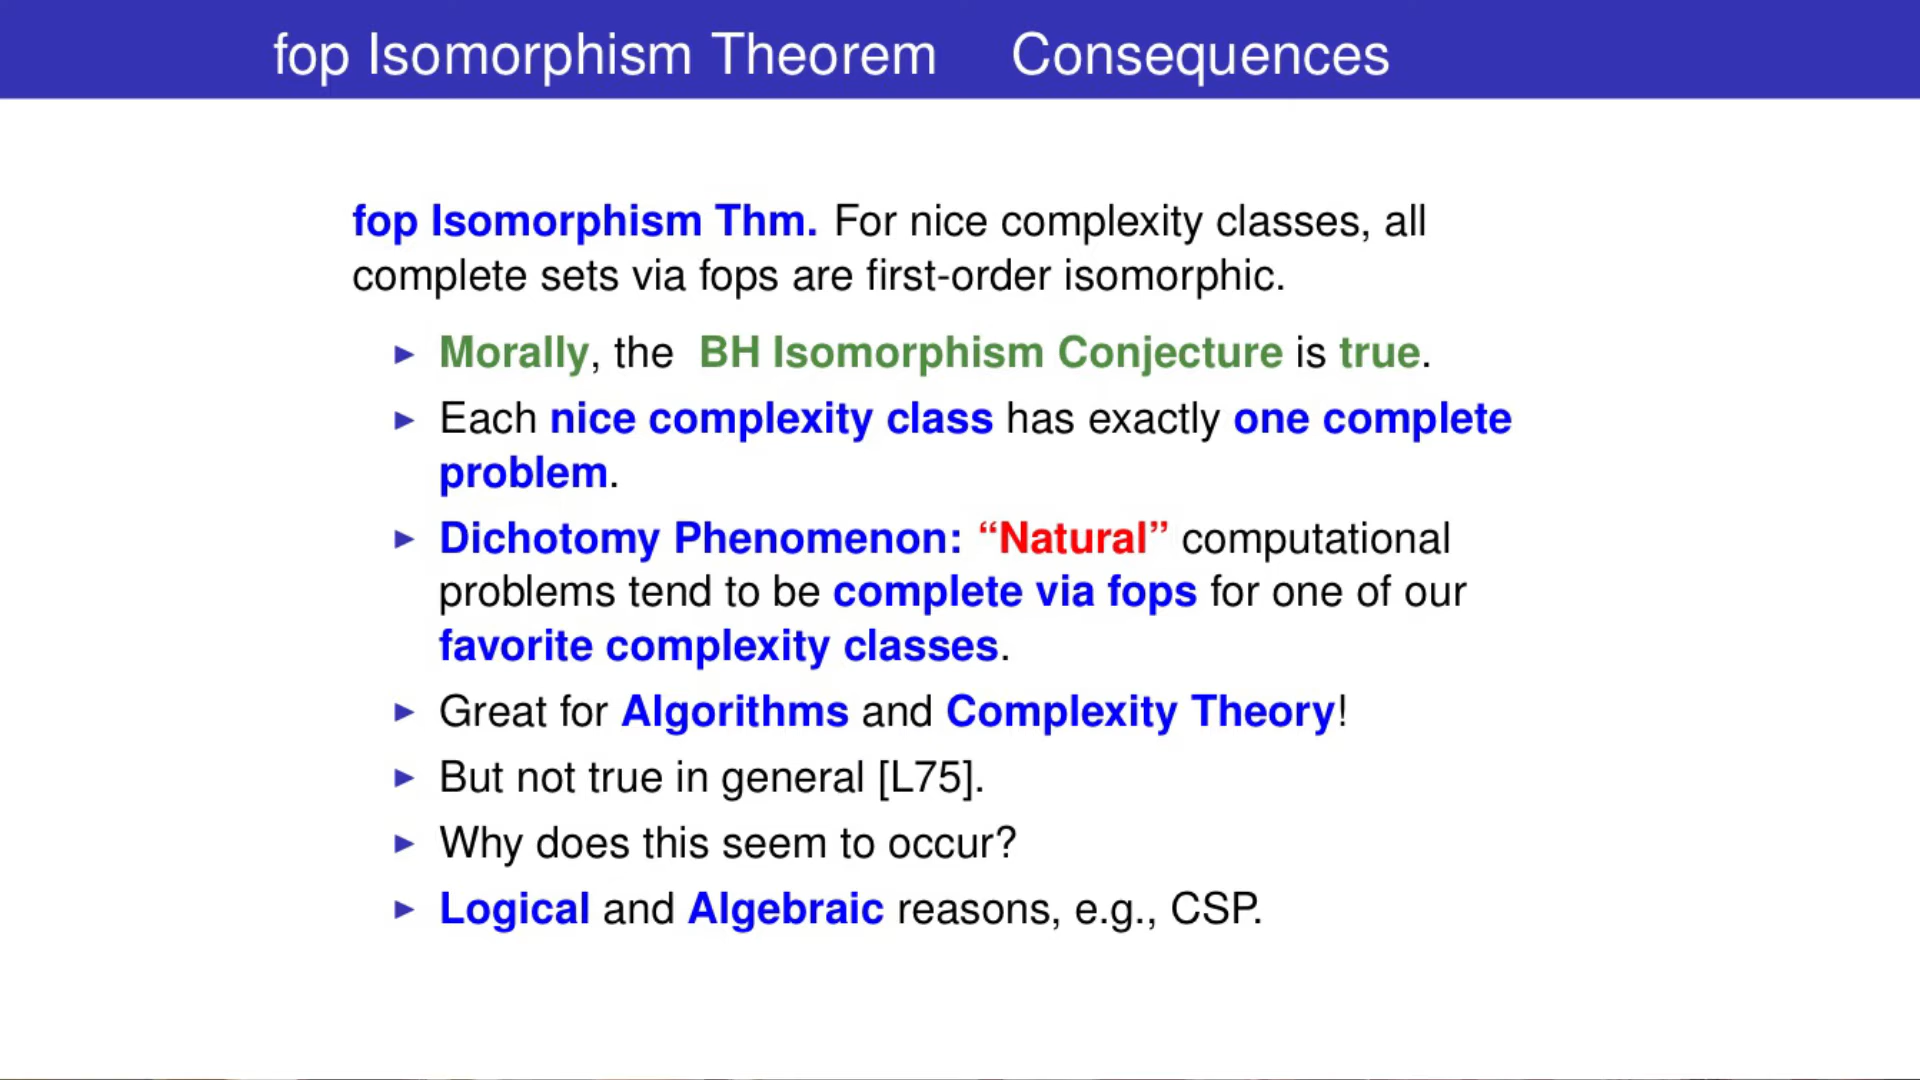 fop Isomorphism Theorem Consequences
fop Isomorphism Thm. For nice complexity classes, all
complete sets via fops are first-order isomorphic.
► Morally, the BH Isomorphism Conjecture is true.
► Each nice complexity class has exactly one complete
problem.
► Dichotomy Phenomenon: “Natural” computational
problems tend to be complete via fops for one of our
favorite complexity classes.
► Great for Algorithms and Complexity Theory!
► But not true in general [L75].
► Why does this seem to occur?
► Logical and Algebraic reasons, e.g., CSP.